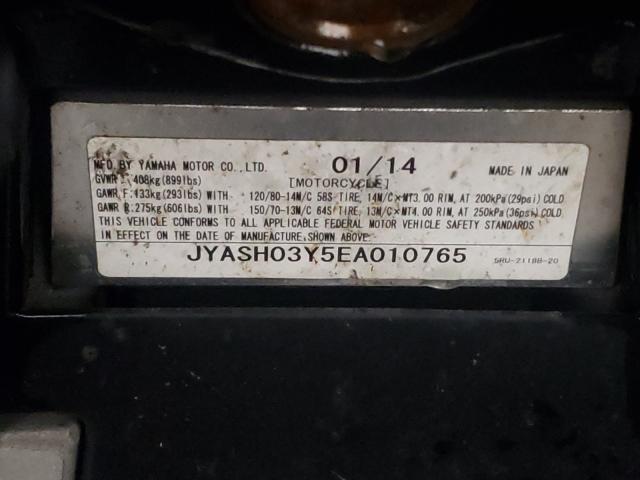 MFD. BY YAMAHA MOTOR CO., LTD. 01/14 MADE IN JAPAN
GVWR : 408kg(899lbs) [MOTORCYCLE]
GAWR F:133kg(293lbs) WITH 120/80-14M/C 58S TIRE, 14M/C×MT3.00 RIM, AT 200kPa(29psi) COLD
GAWR R:275kg(606lbs) WITH 150/70-13M/C 64S TIRE, 13M/C×MT4.00 RIM, AT 250kPa(36psi) COLD
THIS VEHICLE CONFORMS TO ALL APPLICABLE FEDERAL MOTOR VEHICLE SAFETY STANDARDS
IN EFFECT ON THE DATE OF MANUFACTURE SHOWN ABOVE.
JYASH03Y5EA010765 5RU-2118B-20